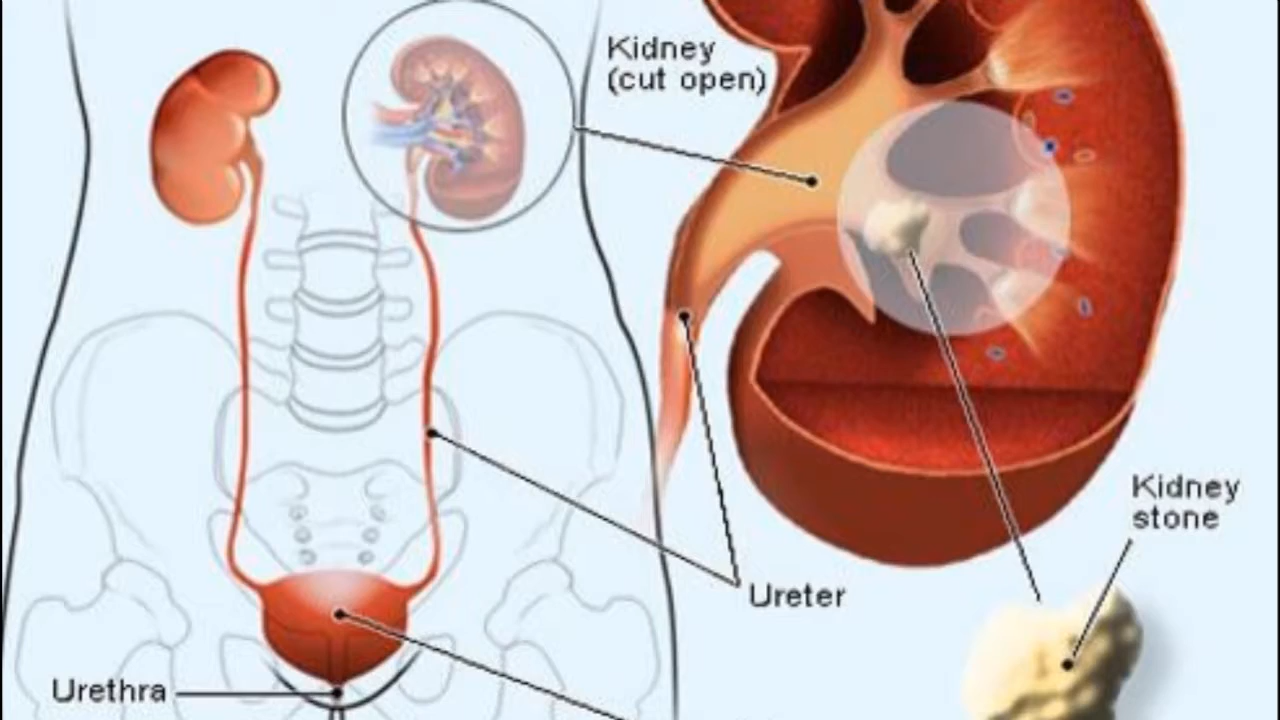 Kidney
(cut open)
Kidney
stone
Ureter
Urethra